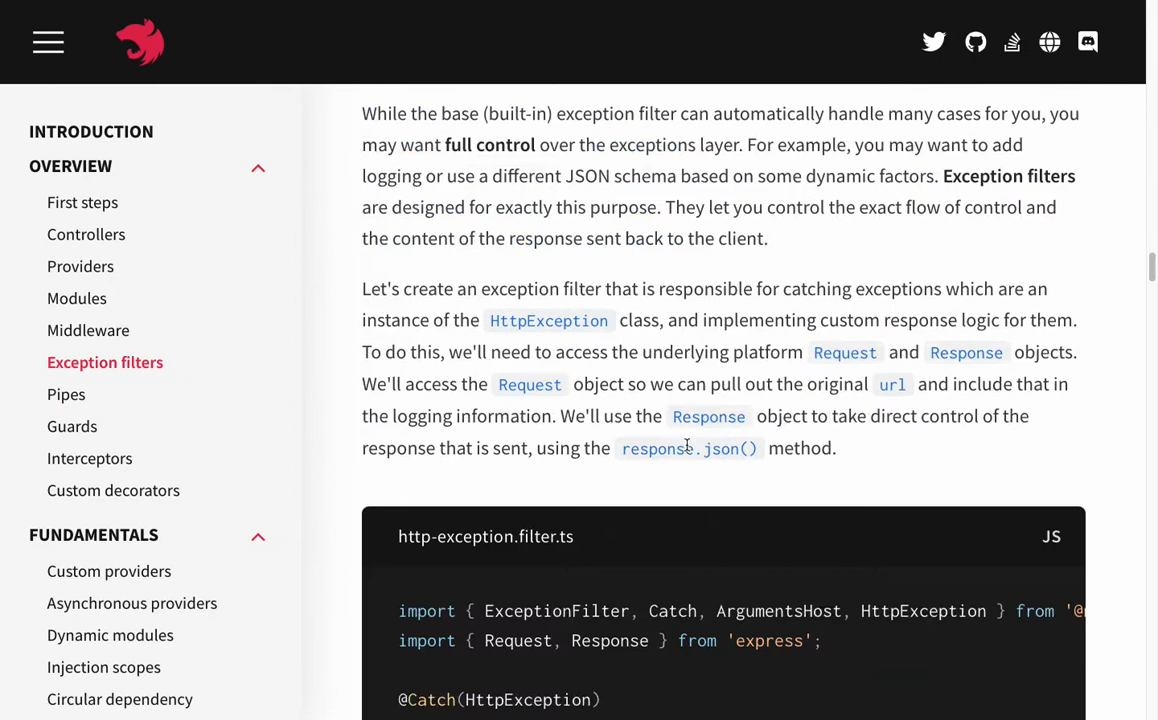 INTRODUCTION
OVERVIEW
First steps
Controllers
Providers
Modules
Middleware
Exception filters
Pipes
Guards
Interceptors
Custom decorators
FUNDAMENTALS
Custom providers
Asynchronous providers
Dynamic modules
Injection scopes
Circular dependency
While the base (built-in) exception filter can automatically handle many cases for you, you
may want full control over the exceptions layer. For example, you may want to add
logging or use a different JSON schema based on some dynamic factors. Exception filters
are designed for exactly this purpose. They let you control the exact flow of control and
the content of the response sent back to the client.
Let's create an exception filter that is responsible for catching exceptions which are an
instance of the HttpException class, and implementing custom response logic for them.
To do this, we'll need to access the underlying platform Request and Response objects.
We'll access the Request object so we can pull out the original url and include that in
the logging information. We'll use the Response object to take direct control of the
response that is sent, using the response.json() method.
http-exception.filter.ts JS
import { ExceptionFilter, Catch, ArgumentsHost, HttpException } from '@
import { Request, Response } from 'express';
@Catch(HttpException)